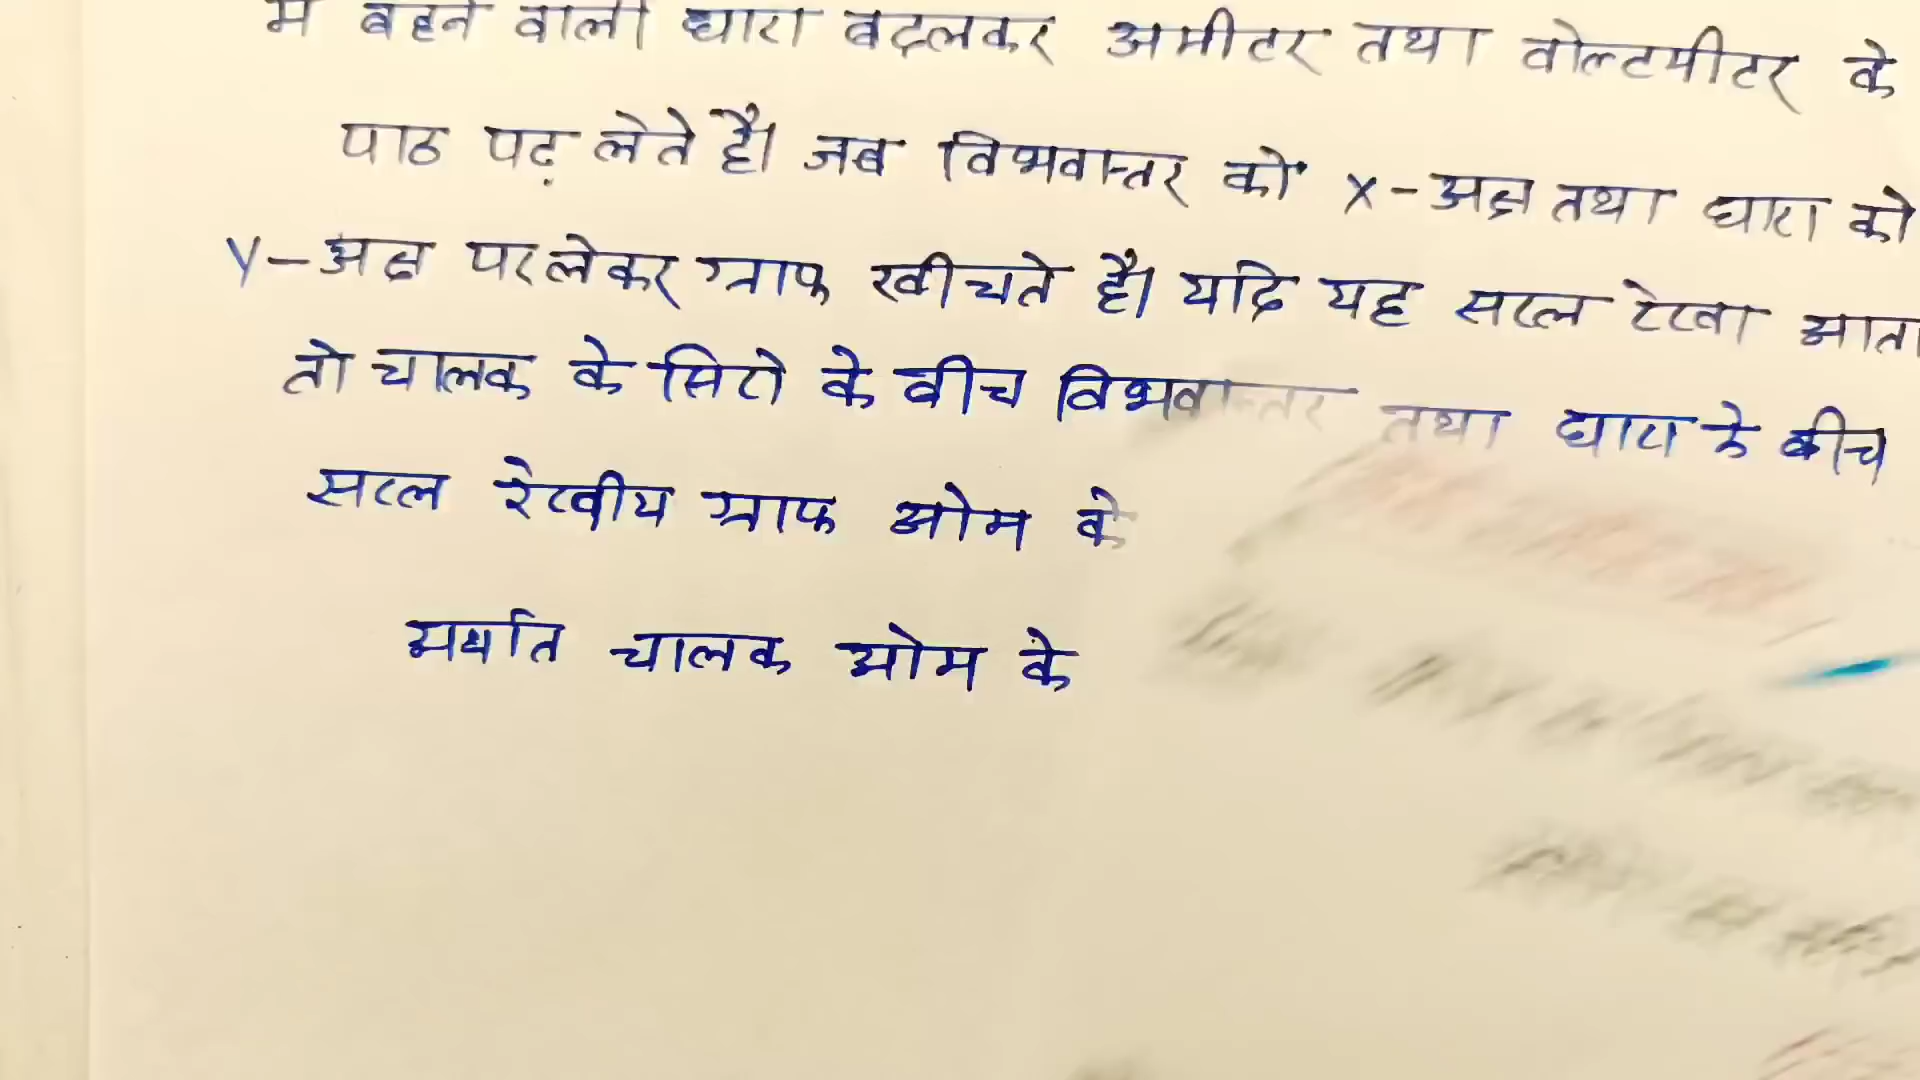 में बहने वाली धारा बदलकर अमीटर तथा वोल्टमीटर के
पाठ पढ़ लेते है। जब विभवान्तर को X-अक्ष तथा धारा को
Y-अक्ष पर लेकर ग्राफ खींचते है। यदि यह सरल रेखा आता
तो चालक के सिरों के बीच विभवान्तर तथा धारा के बीच
सरल रेखीय ग्राफ ओम के
अर्थात चालक ओम के